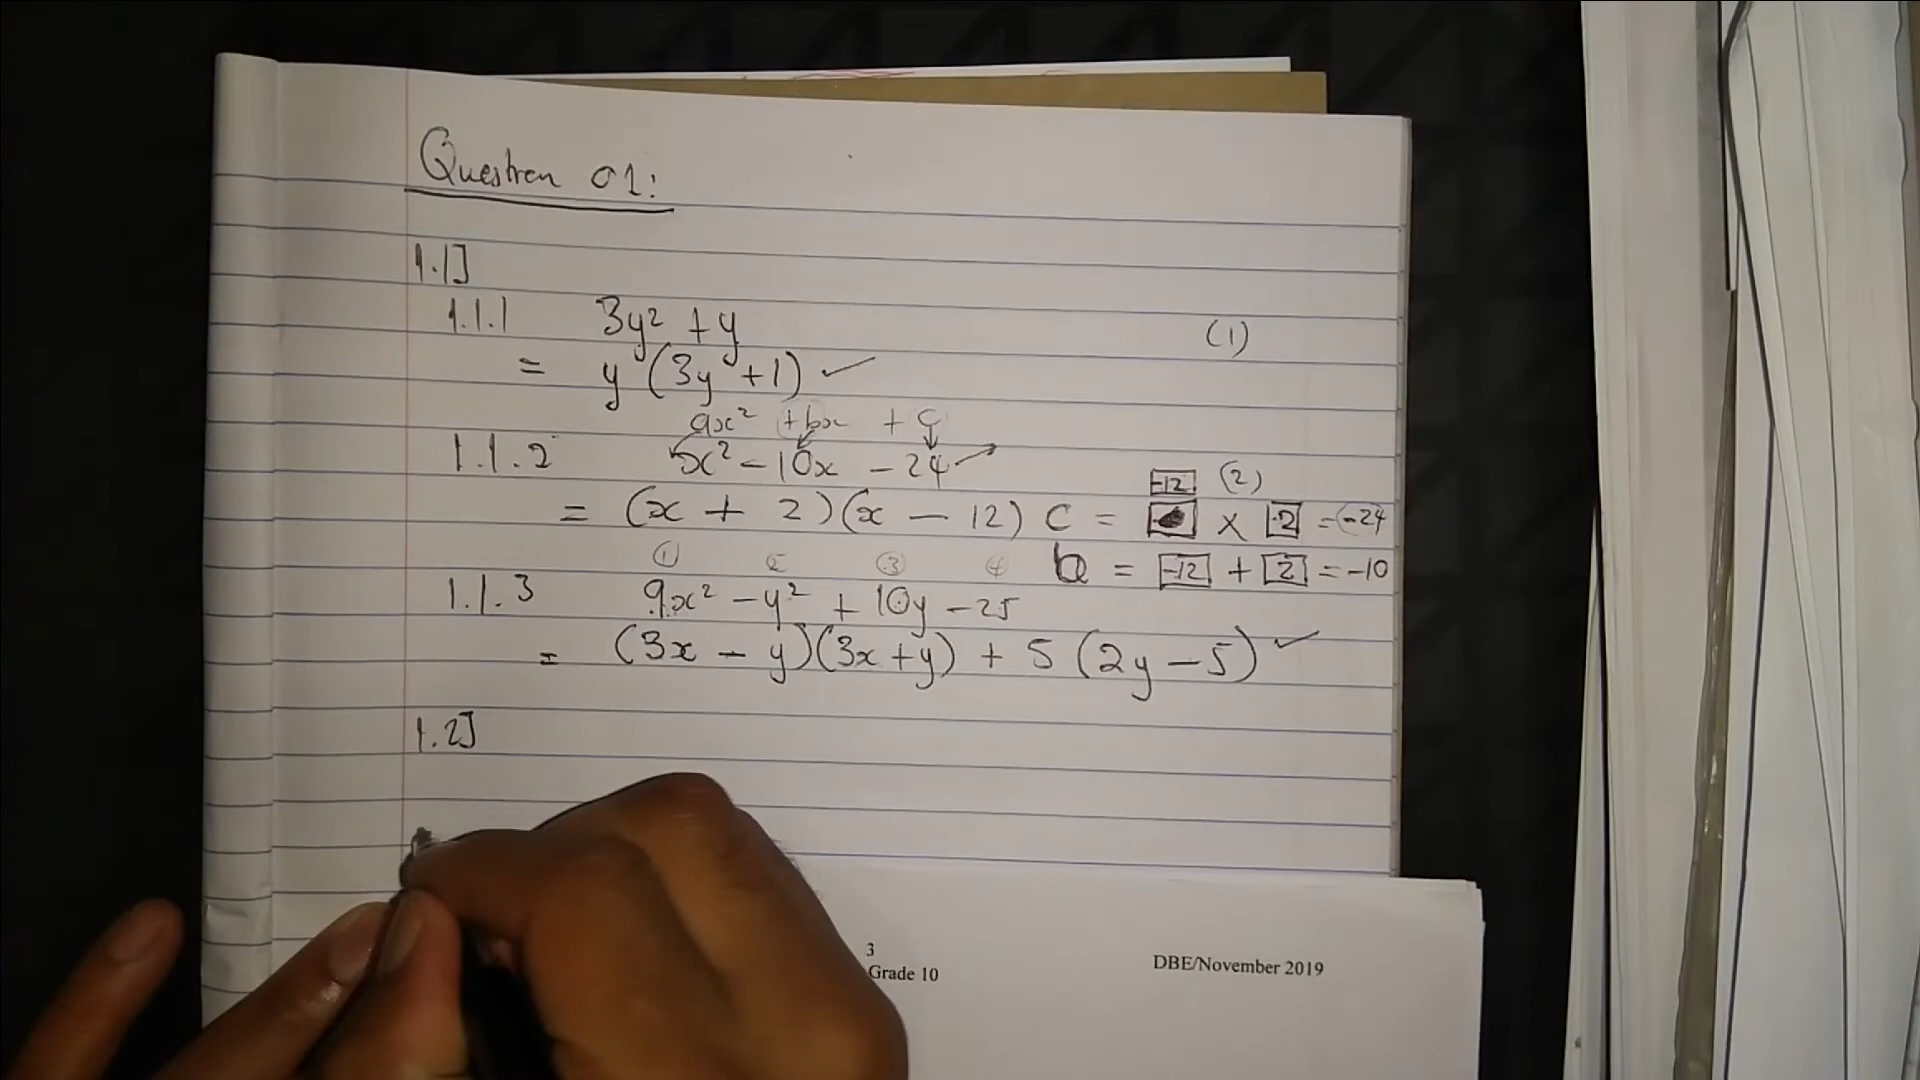 Question 01:
1.1]
1.1.1 3y² + y (1)
= y (3y + 1) ✓
ax² + bx + c
1.1.2 x² - 10x - 24
-12 (2)
= (x + 2)(x - 12) C = × 2 = -24
① 2 ③ 4 b = -12 + 2 = -10
1.1.3 9x² - y² + 10y - 25
= (3x - y)(3x + y) + 5 (2y - 5) ✓
1.2]
3
Grade 10 DBE/November 2019